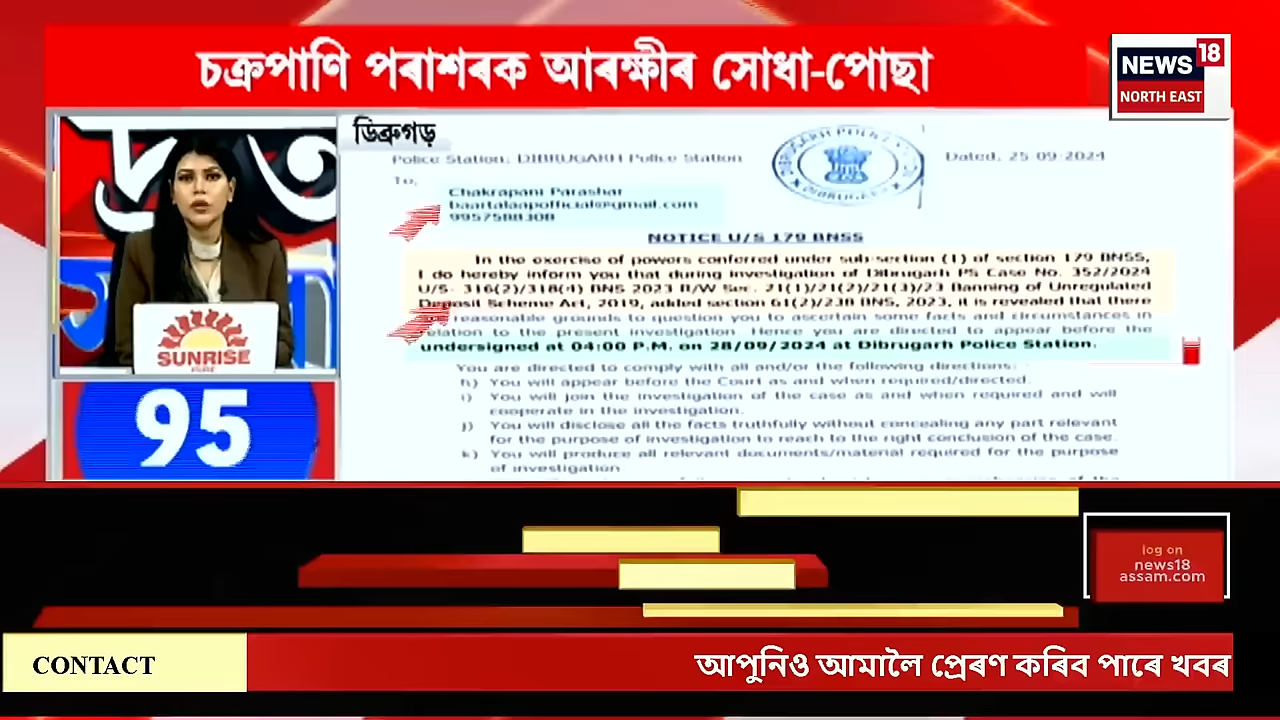 চক্ৰপাণি পৰাশৰক আৰক্ষীৰ সোধা-পোছা
NEWS 18
NORTH EAST
ডিব্ৰুগড়
Police Station, DIBRUGARH Police Station
Dated, 25-09-2024
To,
Chakrapani Parashar
baartalaapofficial@gmail.com
9957588308
DIBRUGARH POLICE
DIBRUGARH
NOTICE U/S 179 BNSS
In the exercise of powers conferred under sub-section (1) of section 179 BNSS,
I do hereby inform you that during investigation of Dibrugarh PS Case No. 352/2024
U/S- 316(2)/318(4) BNS 2023 R/W Sec. 21(1)/21(2)/21(3)/23 Banning of Unregulated
Deposit Scheme Act, 2019, added section 61(2)/238 BNS, 2023, it is revealed that there
reasonable grounds to question you to ascertain some facts and circumstances in
relation to the present investigation. Hence you are directed to appear before the
undersigned at 04:00 P.M. on 28/09/2024 at Dibrugarh Police Station.
You are directed to comply with all and/or the following directions:
h) You will appear before the Court as and when required/directed.
i) You will join the investigation of the case as and when required and will
cooperate in the investigation.
j) You will disclose all the facts truthfully without concealing any part relevant
for the purpose of investigation to reach to the right conclusion of the case.
k) You will produce all relevant documents/material required for the purpose
of investigation
SUNRISE
PURE
95
log on
news18
assam.com
CONTACT
আপুনিও আমালৈ প্ৰেৰণ কৰিব পাৰে খবৰ